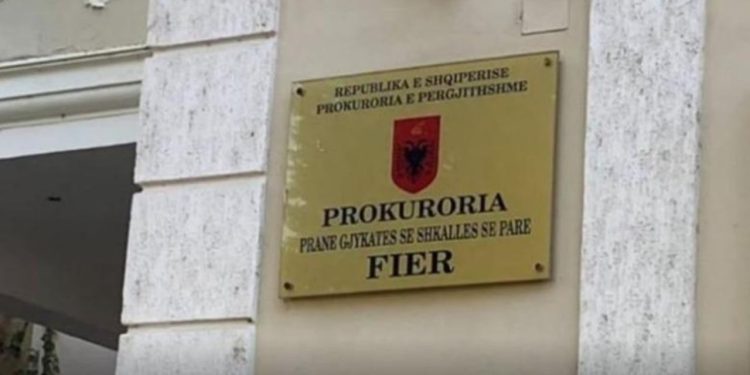 REPUBLIKA E SHQIPERISE
PROKURORIA E PERGJITHSHME
PROKURORIA
PRANE GJYKATES SE SHKALLES SE PARE
FIER